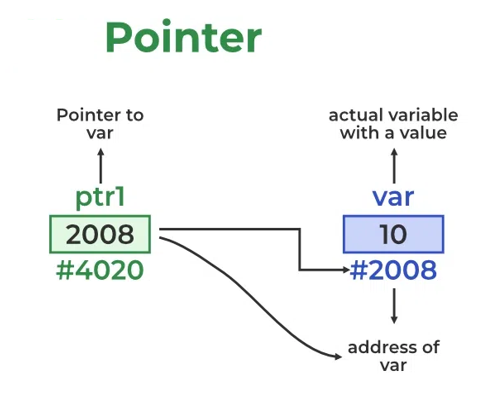 Pointer
Pointer to
var
actual variable
with a value
ptr1
var
2008
10
#4020
#2008
address of
var